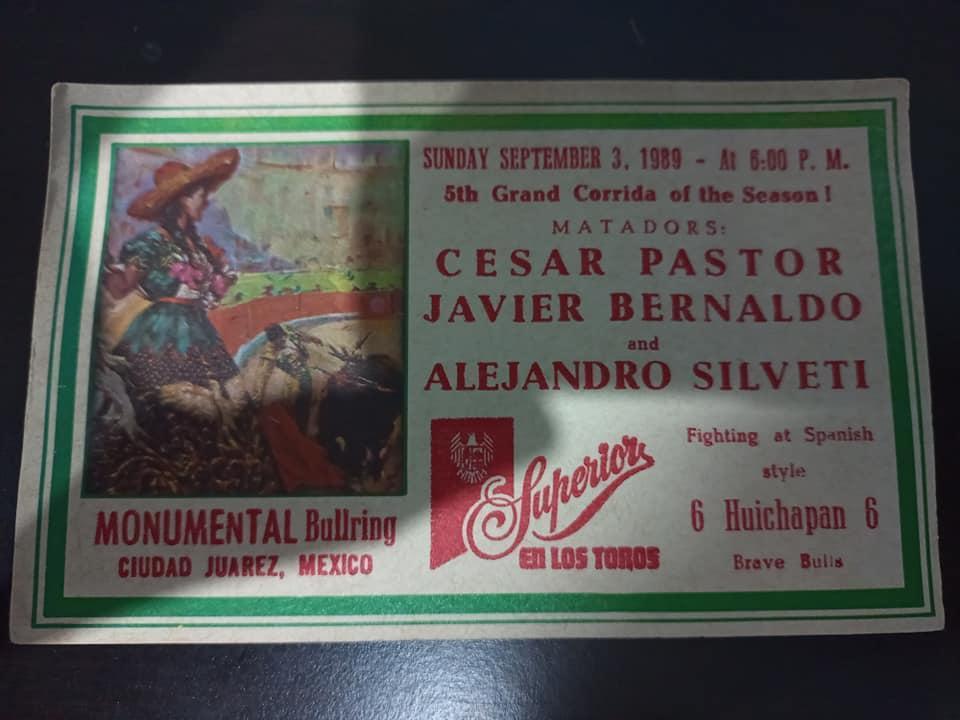 SUNDAY SEPTEMBER 3, 1989 - At 6:00 P. M.
5th Grand Corrida of the Season!
MATADORS:
CESAR PASTOR
JAVIER BERNALDO
and
ALEJANDRO SILVETI
Superior
EN LOS TOROS
Fighting at Spanish
style
6 Huichapan 6
Brave Bulls
MONUMENTAL Bullring
CIUDAD JUAREZ, MEXICO